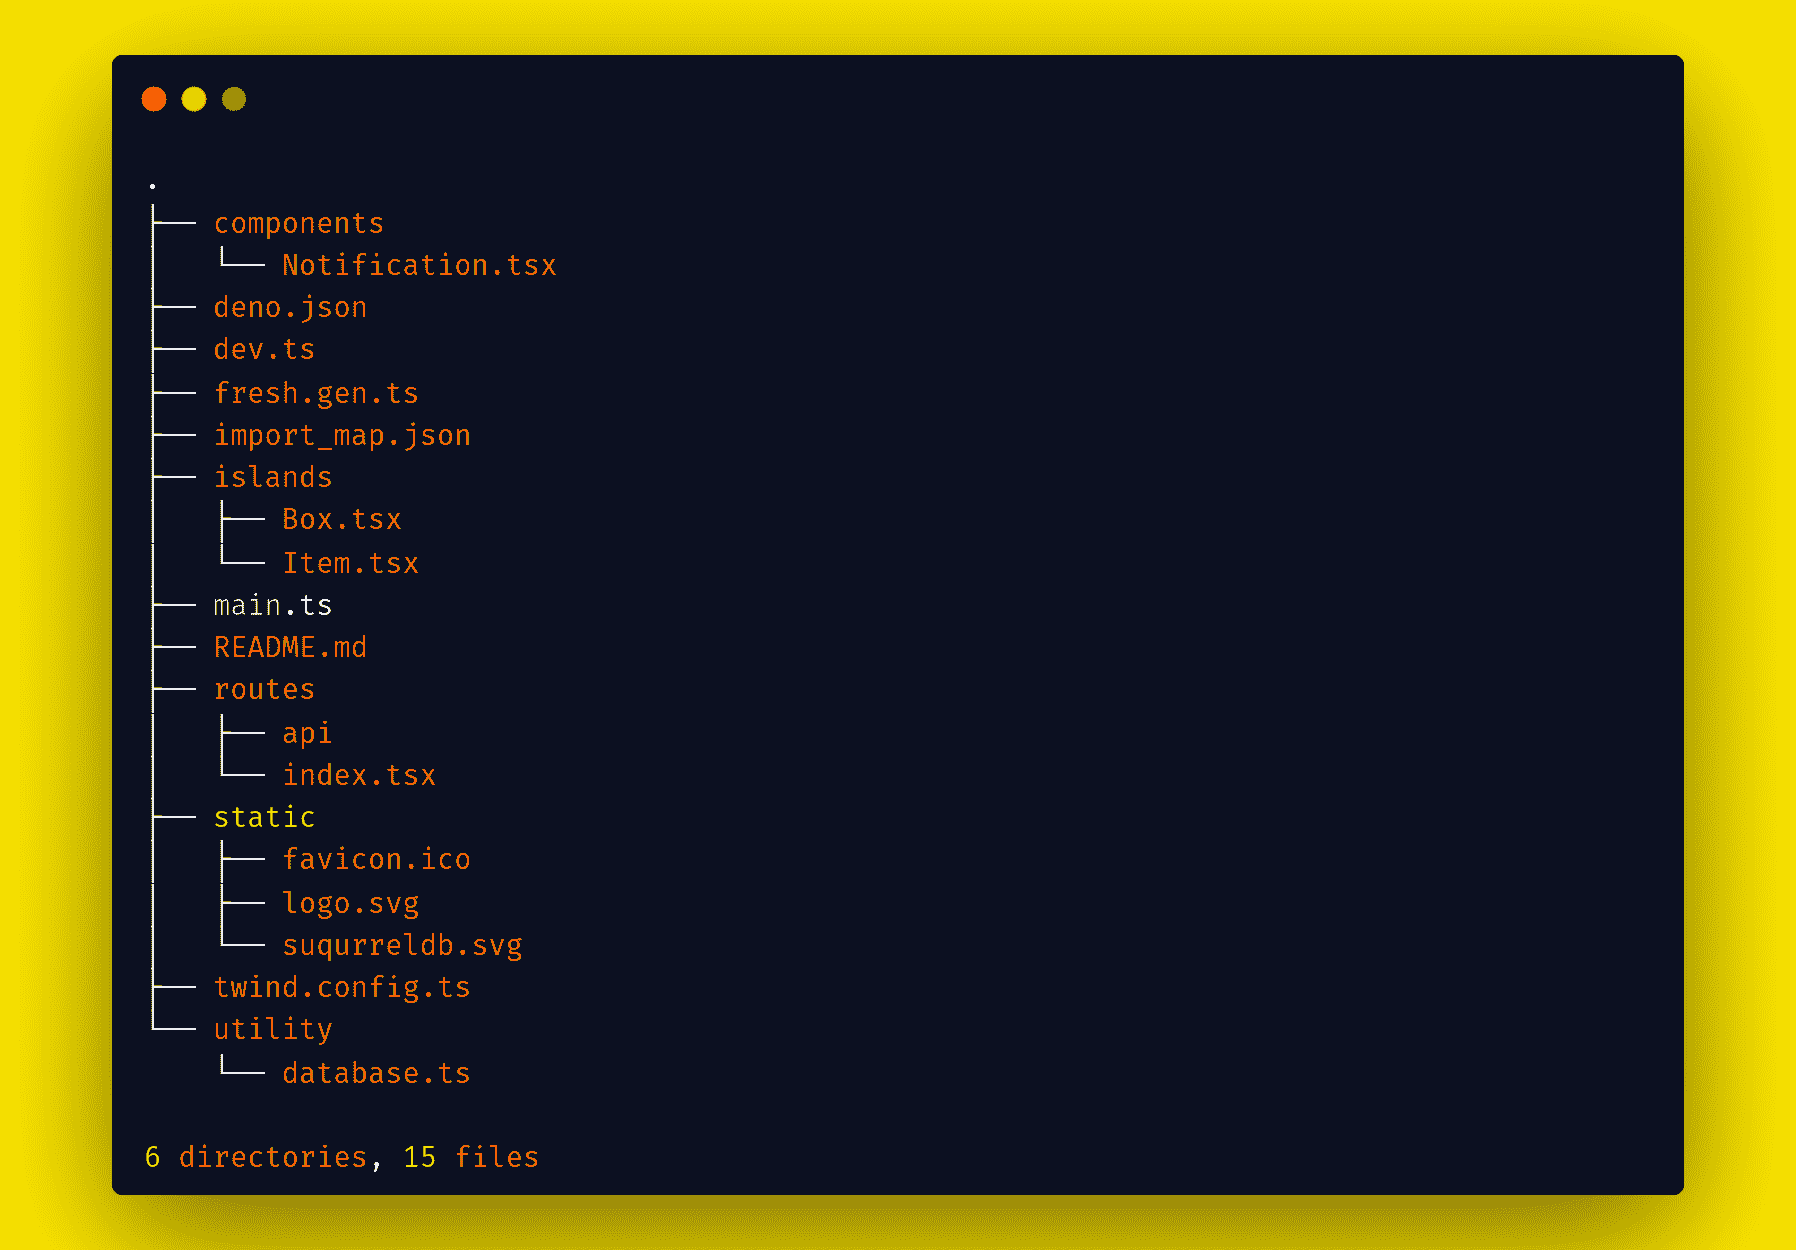 .
├── components
│   └── Notification.tsx
├── deno.json
├── dev.ts
├── fresh.gen.ts
├── import_map.json
├── islands
│   ├── Box.tsx
│   └── Item.tsx
├── main.ts
├── README.md
├── routes
│   ├── api
│   └── index.tsx
├── static
│   ├── favicon.ico
│   ├── logo.svg
│   └── suqurreldb.svg
├── twind.config.ts
└── utility
    └── database.ts
6 directories, 15 files